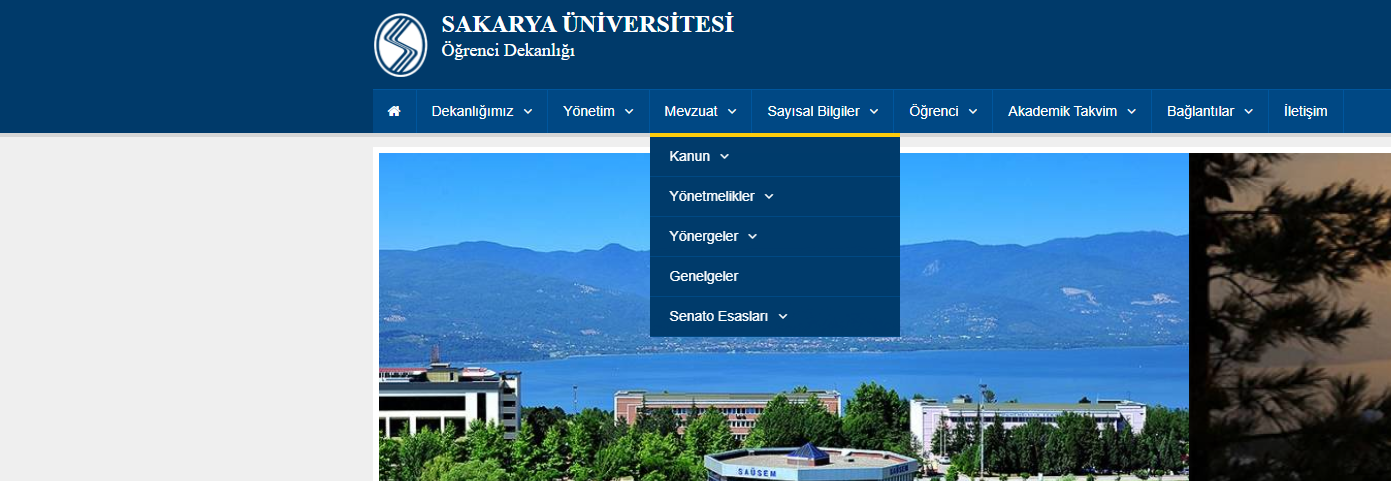 SAKARYA ÜNİVERSİTESİ
Öğrenci Dekanlığı
Dekanlığımız Yönetim Mevzuat Sayısal Bilgiler Öğrenci Akademik Takvim Bağlantılar İletişim
Kanun
Yönetmelikler
Yönergeler
Genelgeler
Senato Esasları
SAÜSEM SAÜSEM